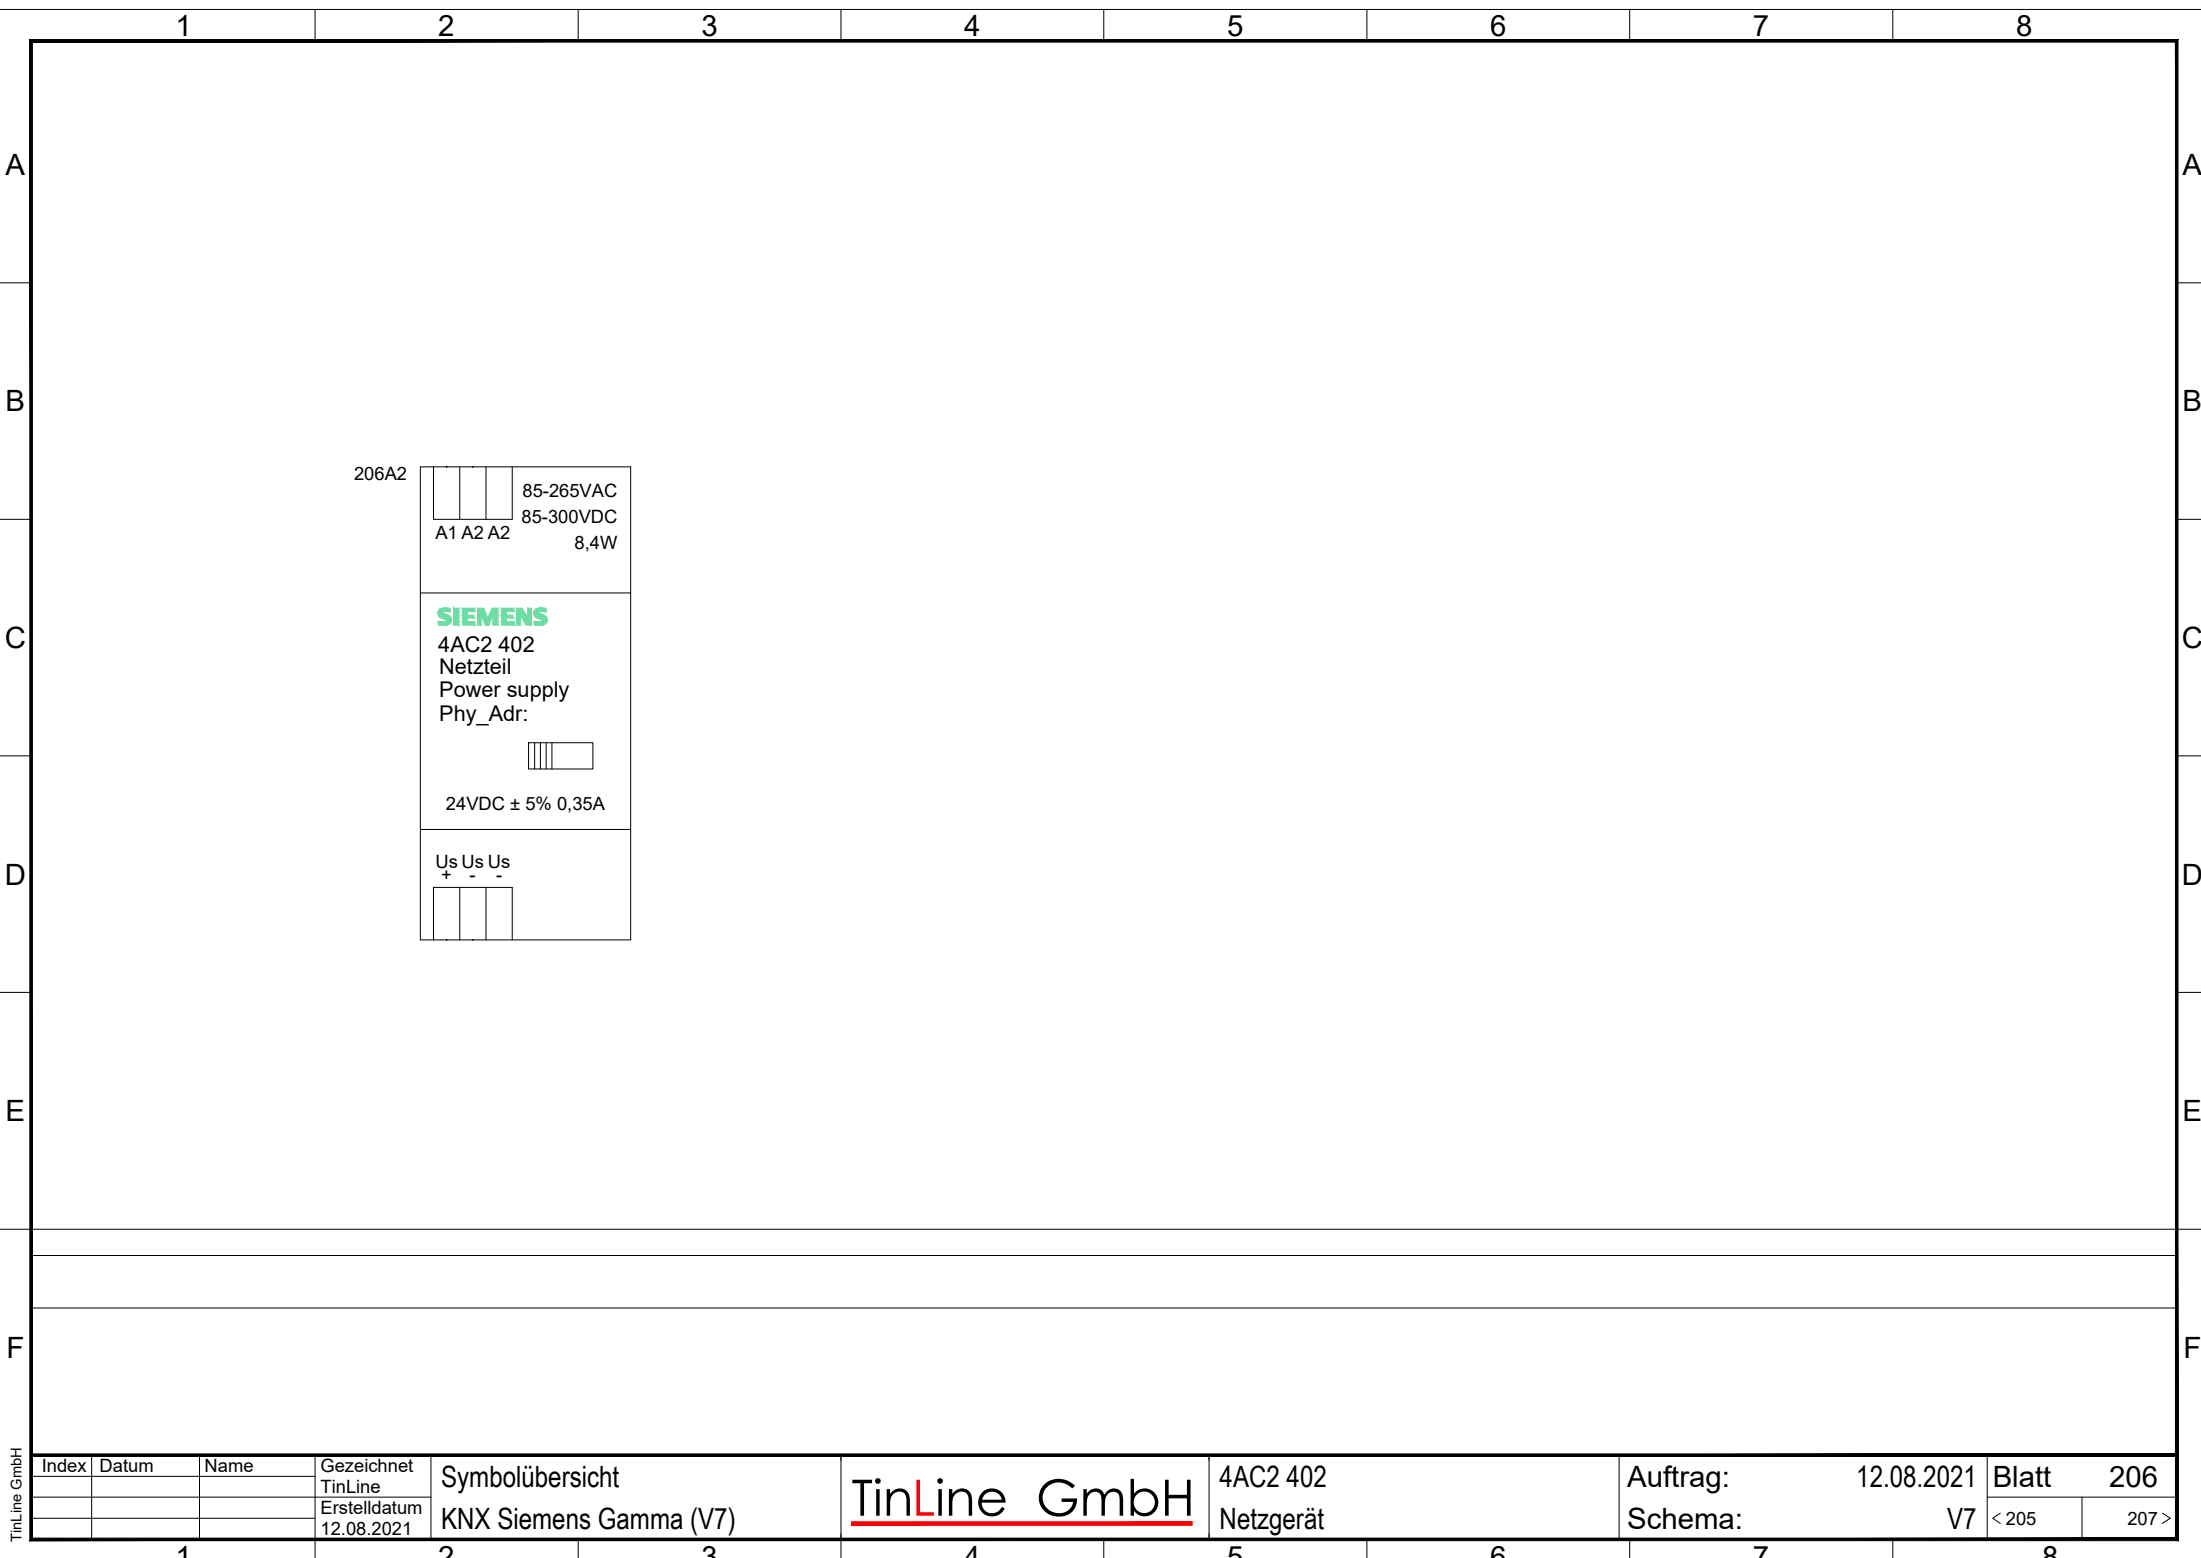 1 2 3 4 5 6 7 8
A A
B B
206A2
85-265VAC
85-300VDC
A1 A2 A2
8,4W
SIEMENS
4AC2 402
Netzteil
Power supply
Phy_Adr:
C C
24VDC ± 5% 0,35A
Us Us Us
+ - -
D D
E E
F F
TinLine GmbH
Index Datum Name
Gezeichnet
TinLine
Erstelldatum
12.08.2021
Symbolübersicht
KNX Siemens Gamma (V7)
TinLine GmbH
4AC2 402
Netzgerät
Auftrag: 12.08.2021
Schema: V7
Blatt 206
< 205 207 >
1 2 3 4 5 6 7 8